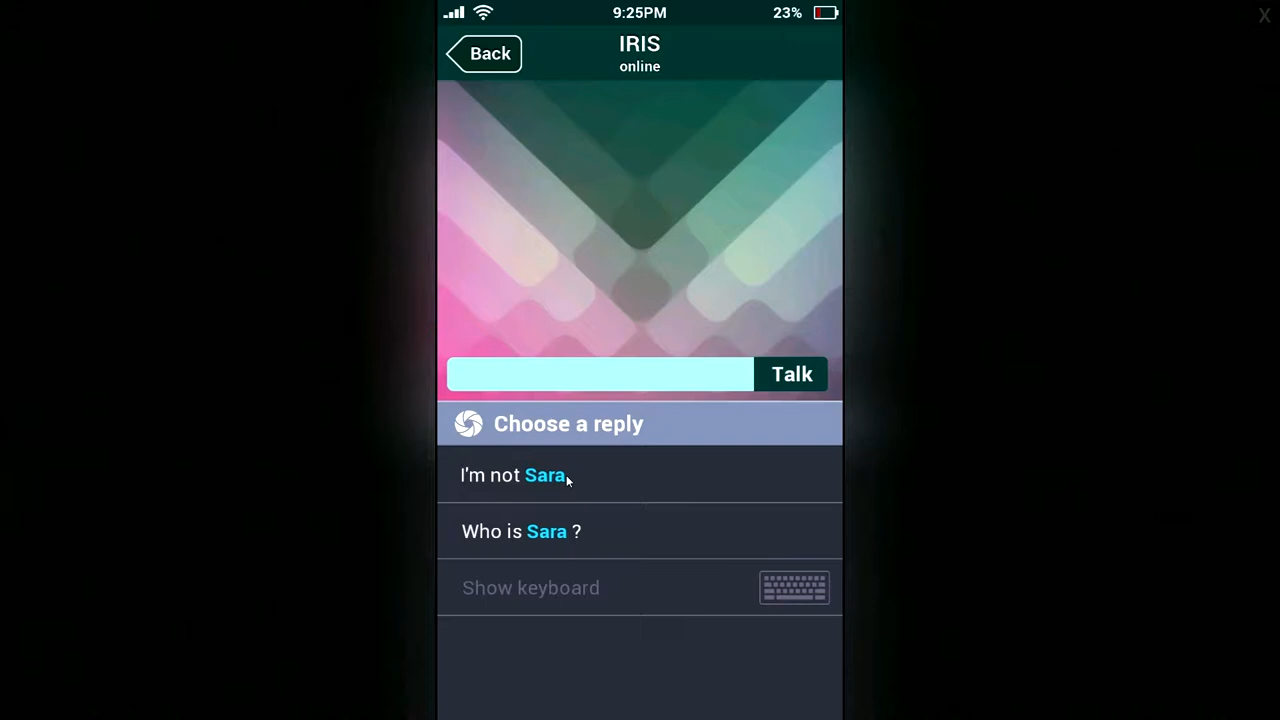 9:25PM
23%
X
Back
IRIS
online
Talk
Choose a reply
I'm not Sara
Who is Sara ?
Show keyboard